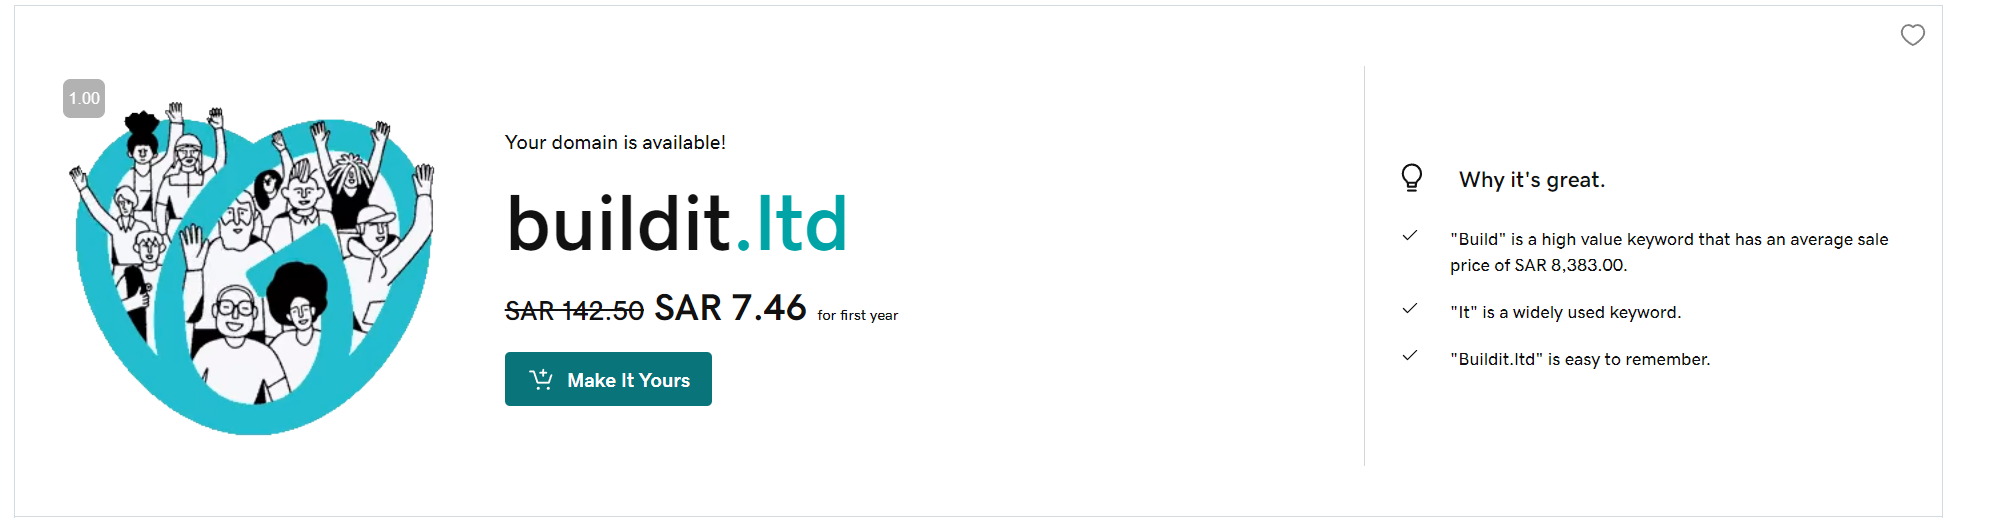 1.00
Your domain is available!
buildit.ltd
SAR 142.50 SAR 7.46 for first year
Make It Yours
Why it's great.
"Build" is a high value keyword that has an average sale
price of SAR 8,383.00.
"It" is a widely used keyword.
"Buildit.ltd" is easy to remember.